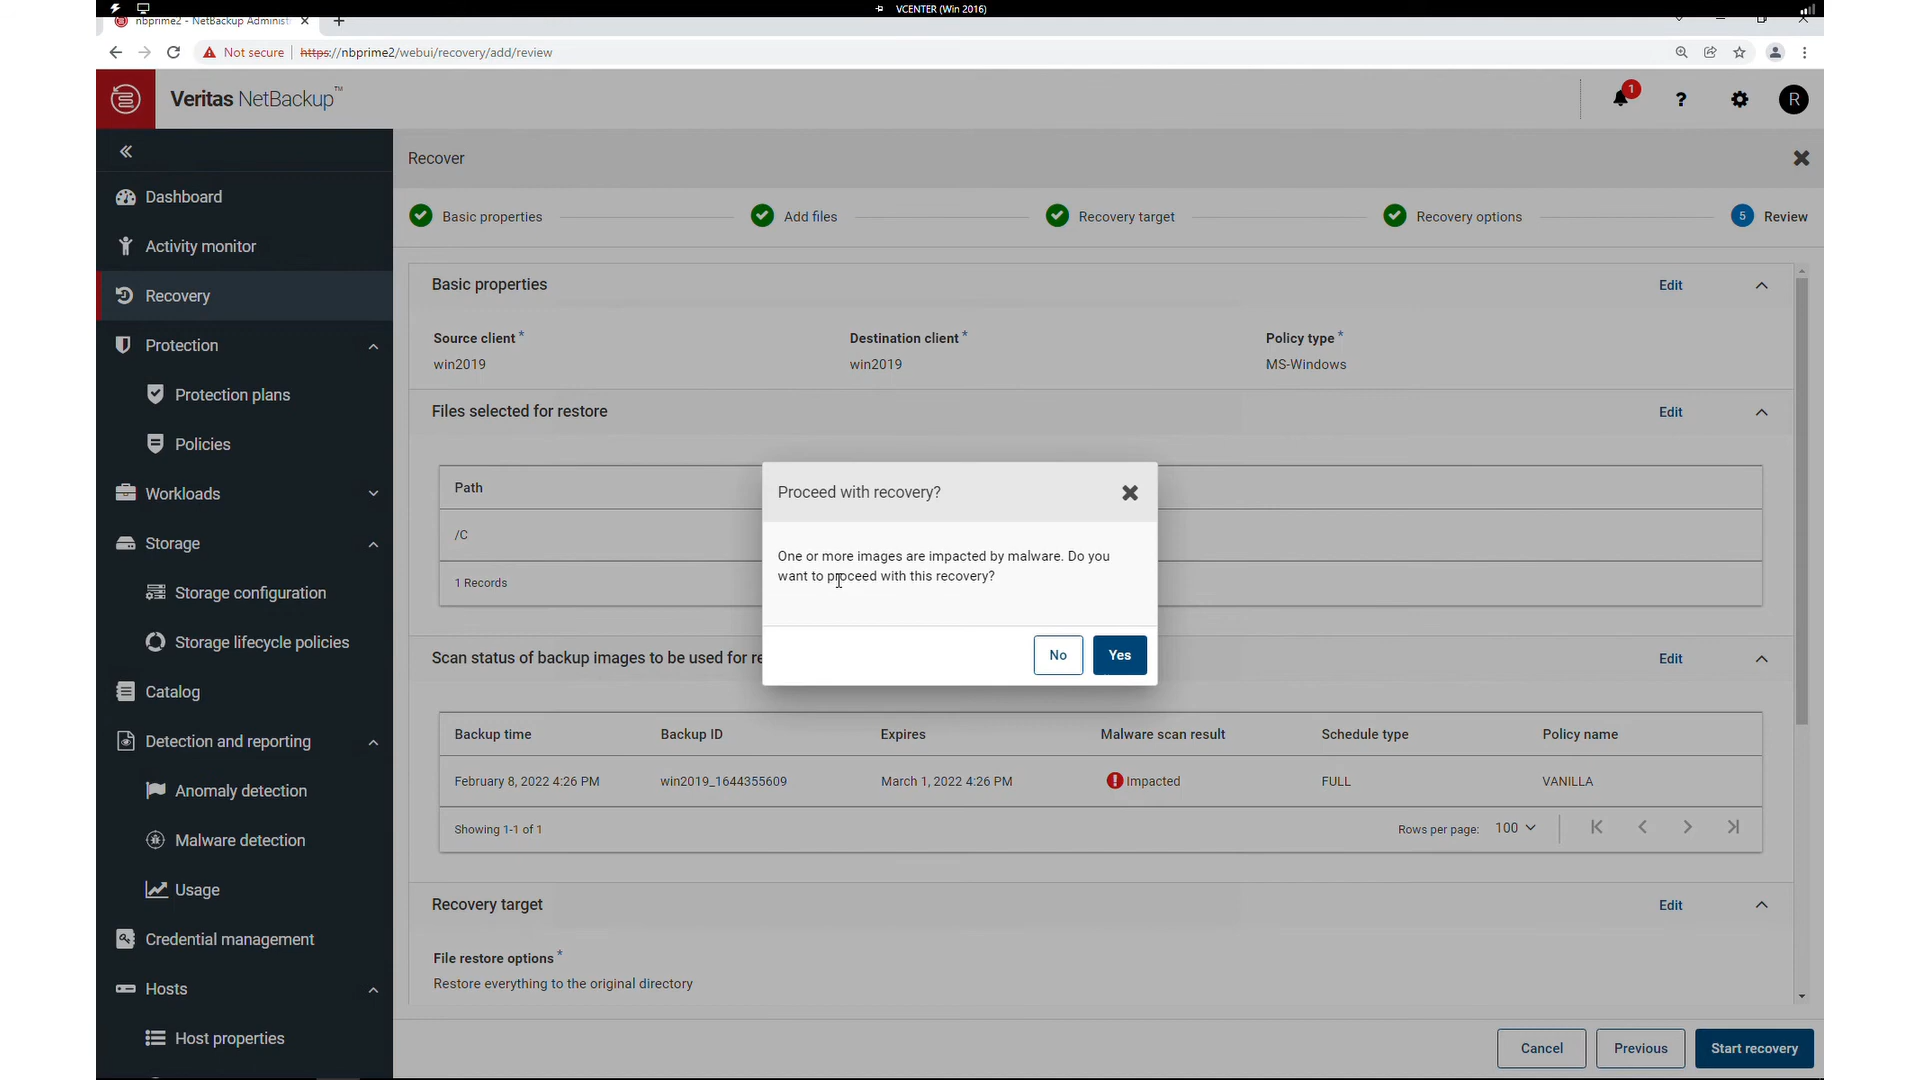 VCENTER (Win 2016)
nbprime2 - NetBackup Administ
Not secure https://nbprime2/webui/recovery/add/review
Veritas NetBackup™
1
?
R
Recover
Dashboard
Activity monitor
Recovery
Protection
Protection plans
Policies
Workloads
Storage
Storage configuration
Storage lifecycle policies
Catalog
Detection and reporting
Anomaly detection
Malware detection
Usage
Credential management
Hosts
Host properties
Basic properties
Add files
Recovery target
Recovery options
5 Review
Basic properties Edit
Source client * Destination client * Policy type *
win2019 win2019 MS-Windows
Files selected for restore Edit
Path
/C
1 Records
Proceed with recovery?
One or more images are impacted by malware. Do you
want to proceed with this recovery?
No Yes
Scan status of backup images to be used for re Edit
Backup time Backup ID Expires Malware scan result Schedule type Policy name
February 8, 2022 4:26 PM win2019_1644355609 March 1, 2022 4:26 PM Impacted FULL VANILLA
Showing 1-1 of 1 Rows per page: 100
Recovery target Edit
File restore options *
Restore everything to the original directory
Cancel Previous Start recovery